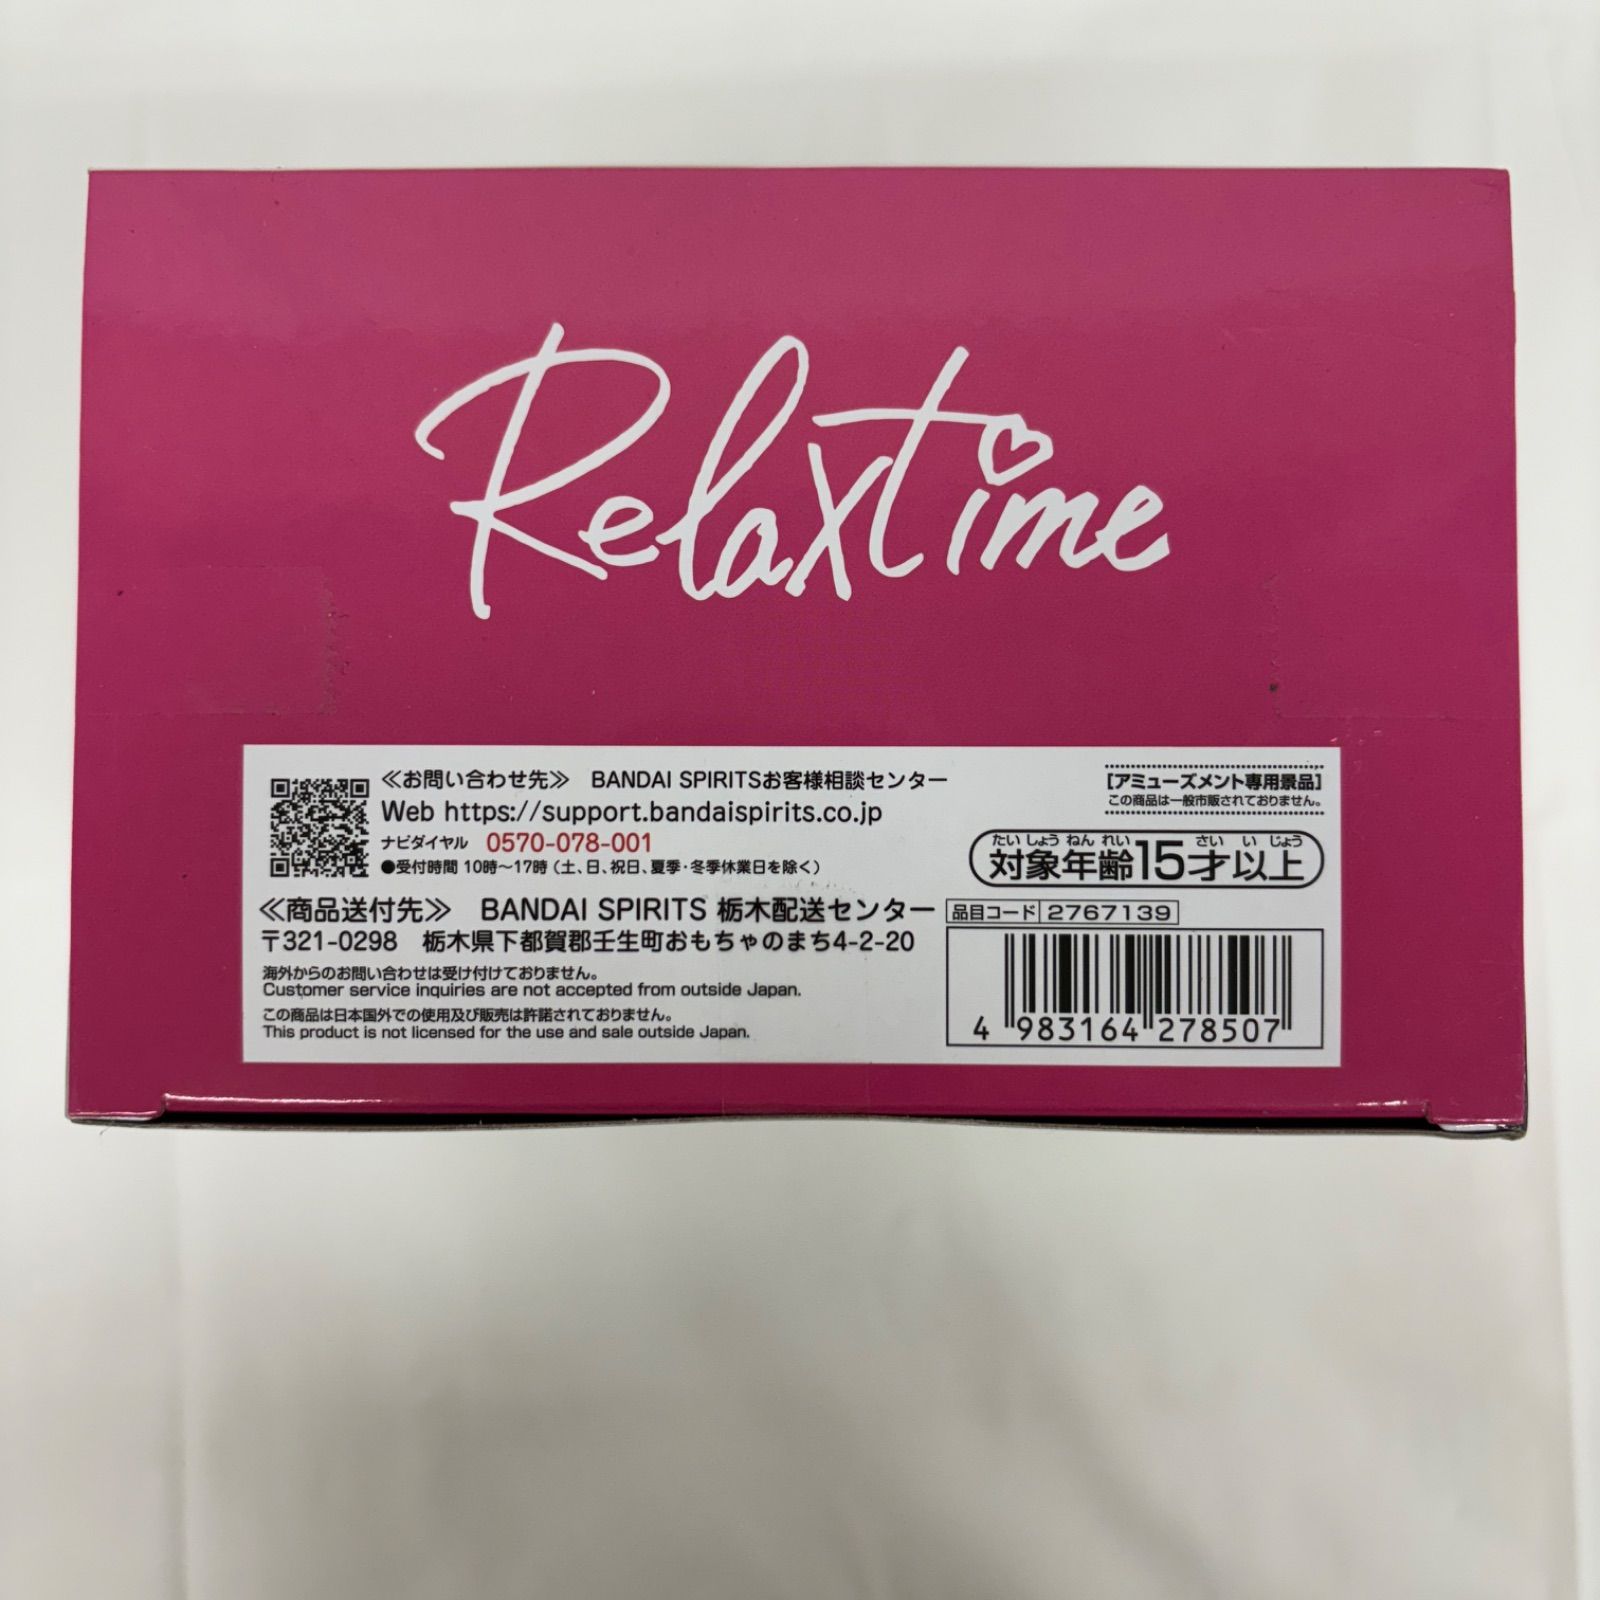 Relaxtime
≪お問い合わせ先≫ BANDAI SPIRITSお客様相談センター
Web https://support.bandaispirits.co.jp
ナビダイヤル 0570-078-001
●受付時間 10時～17時(土、日、祝日、夏季・冬季休業日を除く)
≪商品送付先≫ BANDAI SPIRITS 栃木配送センター
〒321-0298 栃木県下都賀郡壬生町おもちゃのまち4-2-20
海外からのお問い合わせは受け付けておりません。
Customer service inquiries are not accepted from outside Japan.
この商品は日本国外での使用及び販売は許諾されておりません。
This product is not licensed for the use and sale outside Japan.
[アミューズメント専用景品]
この商品は一般市販されておりません。
たいしょうねんれい さいいじょう
対象年齢15才以上
品目コード 2767139
4 983164 278507